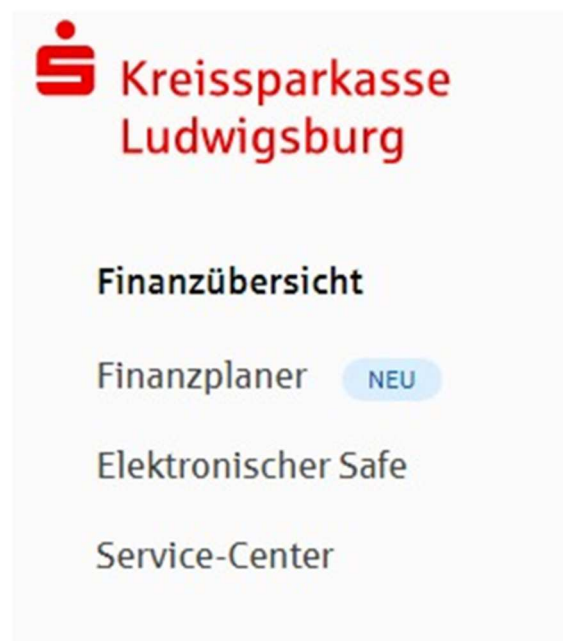 Kreissparkasse
Ludwigsburg
Finanzübersicht
Finanzplaner NEU
Elektronischer Safe
Service-Center